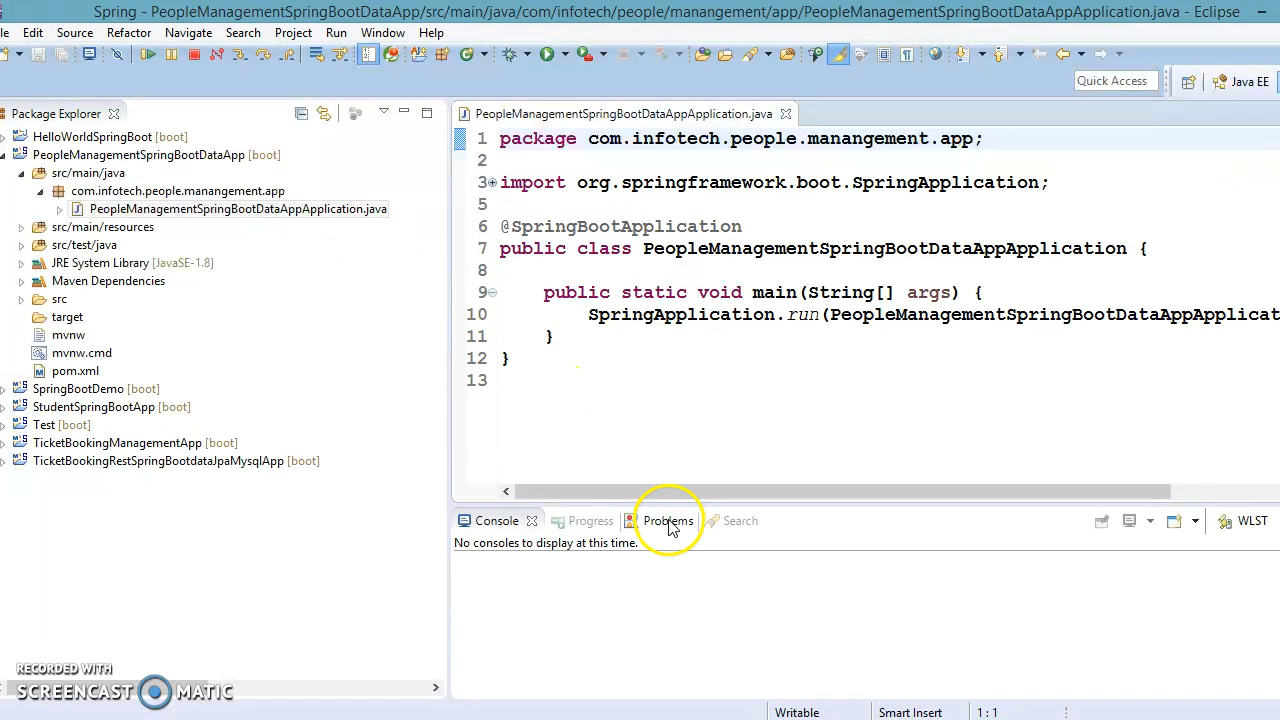 Spring - PeopleManagementSpringBootDataApp/src/main/java/com/infotech/people/manangement/app/PeopleManagementSpringBootDataAppApplication.java - Eclipse
le Edit Source Refactor Navigate Search Project Run Window Help
Quick Access
Java EE
Package Explorer
HelloWorldSpringBoot [boot]
PeopleManagementSpringBootDataApp [boot]
src/main/java
com.infotech.people.manangement.app
PeopleManagementSpringBootDataAppApplication.java
src/main/resources
src/test/java
JRE System Library [JavaSE-1.8]
Maven Dependencies
src
target
mvnw
mvnw.cmd
pom.xml
SpringBootDemo [boot]
StudentSpringBootApp [boot]
Test [boot]
TicketBookingManagementApp [boot]
TicketBookingRestSpringBootdataJpaMysqlApp [boot]
PeopleManagementSpringBootDataAppApplication.java
1 package com.infotech.people.manangement.app;
2
3 import org.springframework.boot.SpringApplication;
5
6 @SpringBootApplication
7 public class PeopleManagementSpringBootDataAppApplication {
8
9 public static void main(String[] args) {
10 SpringApplication.run(PeopleManagementSpringBootDataAppApplicat
11 }
12 }
13
Console Progress Problems Search
WLST
No consoles to display at this time.
RECORDED WITH
SCREENCAST MATIC
Writable Smart Insert 1 : 1